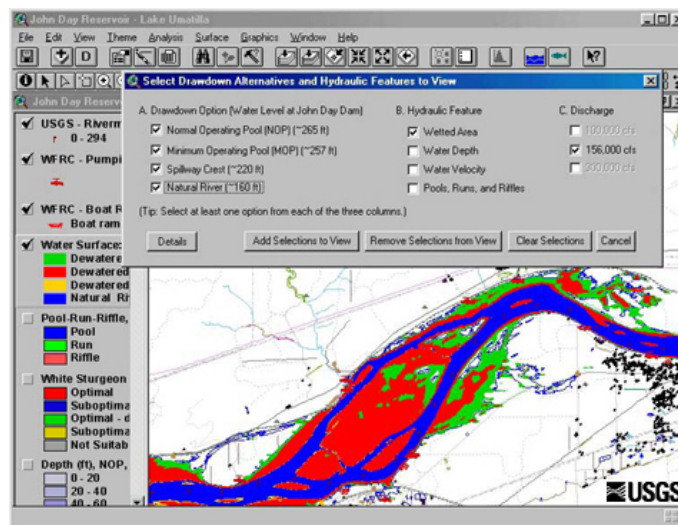 John Day Reservoir - Lake Umatilla
File Edit View Theme Analysis Surface Graphics Window Help
D
Select Drawdown Alternatives and Hydraulic Features to View
A. Drawdown Option (Water Level at John Day Dam)
Normal Operating Pool (NOP) (~265 ft)
Minimum Operating Pool (MOP) (~257 ft)
Spillway Crest (~220 ft)
Natural River (~160 ft)
B. Hydraulic Feature
Wetted Area
Water Depth
Water Velocity
Pools, Runs, and Riffles
C. Discharge
100,000 cfs
156,000 cfs
300,000 cfs
(Tip: Select at least one option from each of the three columns.)
Details Add Selections to View Remove Selections from View Clear Selections Cancel
John Day Reserv
USGS - Riverm
0 - 294
WFRC - Pumpi
WFRC - Boat R
Boat ram
Water Surface:
Dewatere
Dewatered
Dewatered
Natural Ri
Pool-Run-Riffle,
Pool
Run
Riffle
White Sturgeon
Optimal
Suboptima
Optimal - d
Suboptima
Not Suitab
Depth (ft), NOP,
0 - 20
20 - 40
40 - 60
USGS